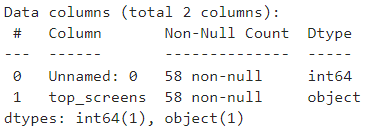 Data columns (total 2 columns):
 #   Column       Non-Null Count  Dtype
---  ------       --------------  -----
 0   Unnamed: 0   58 non-null     int64
 1   top_screens  58 non-null     object
dtypes: int64(1), object(1)